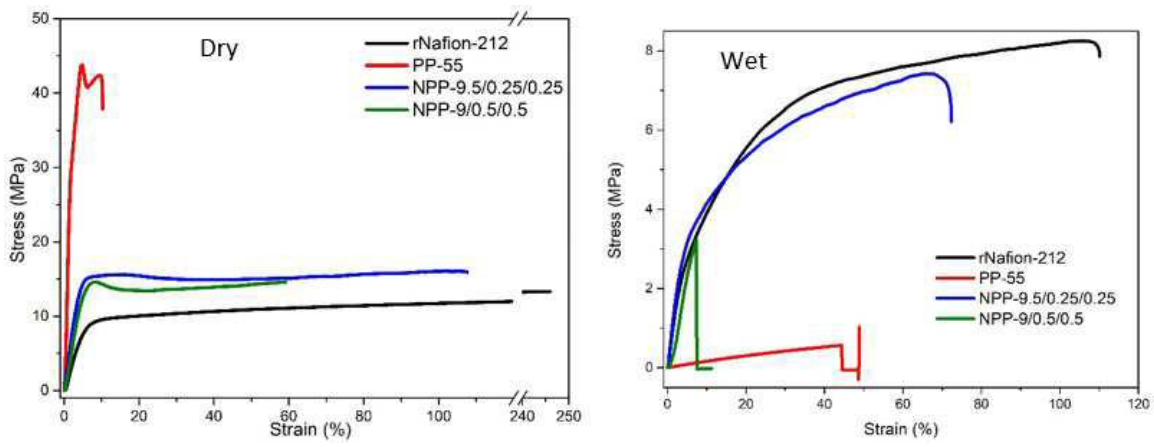 Dry
rNafion-212
PP-55
NPP-9.5/0.25/0.25
NPP-9/0.5/0.5
50
40
30
20
10
0
Stress (MPa)
0 20 40 60 80 100 240 250
Strain (%)
Wet
rNafion-212
PP-55
NPP-9.5/0.25/0.25
NPP-9/0.5/0.5
8
6
4
2
0
Stress (MPa)
0 20 40 60 80 100 120
Strain (%)